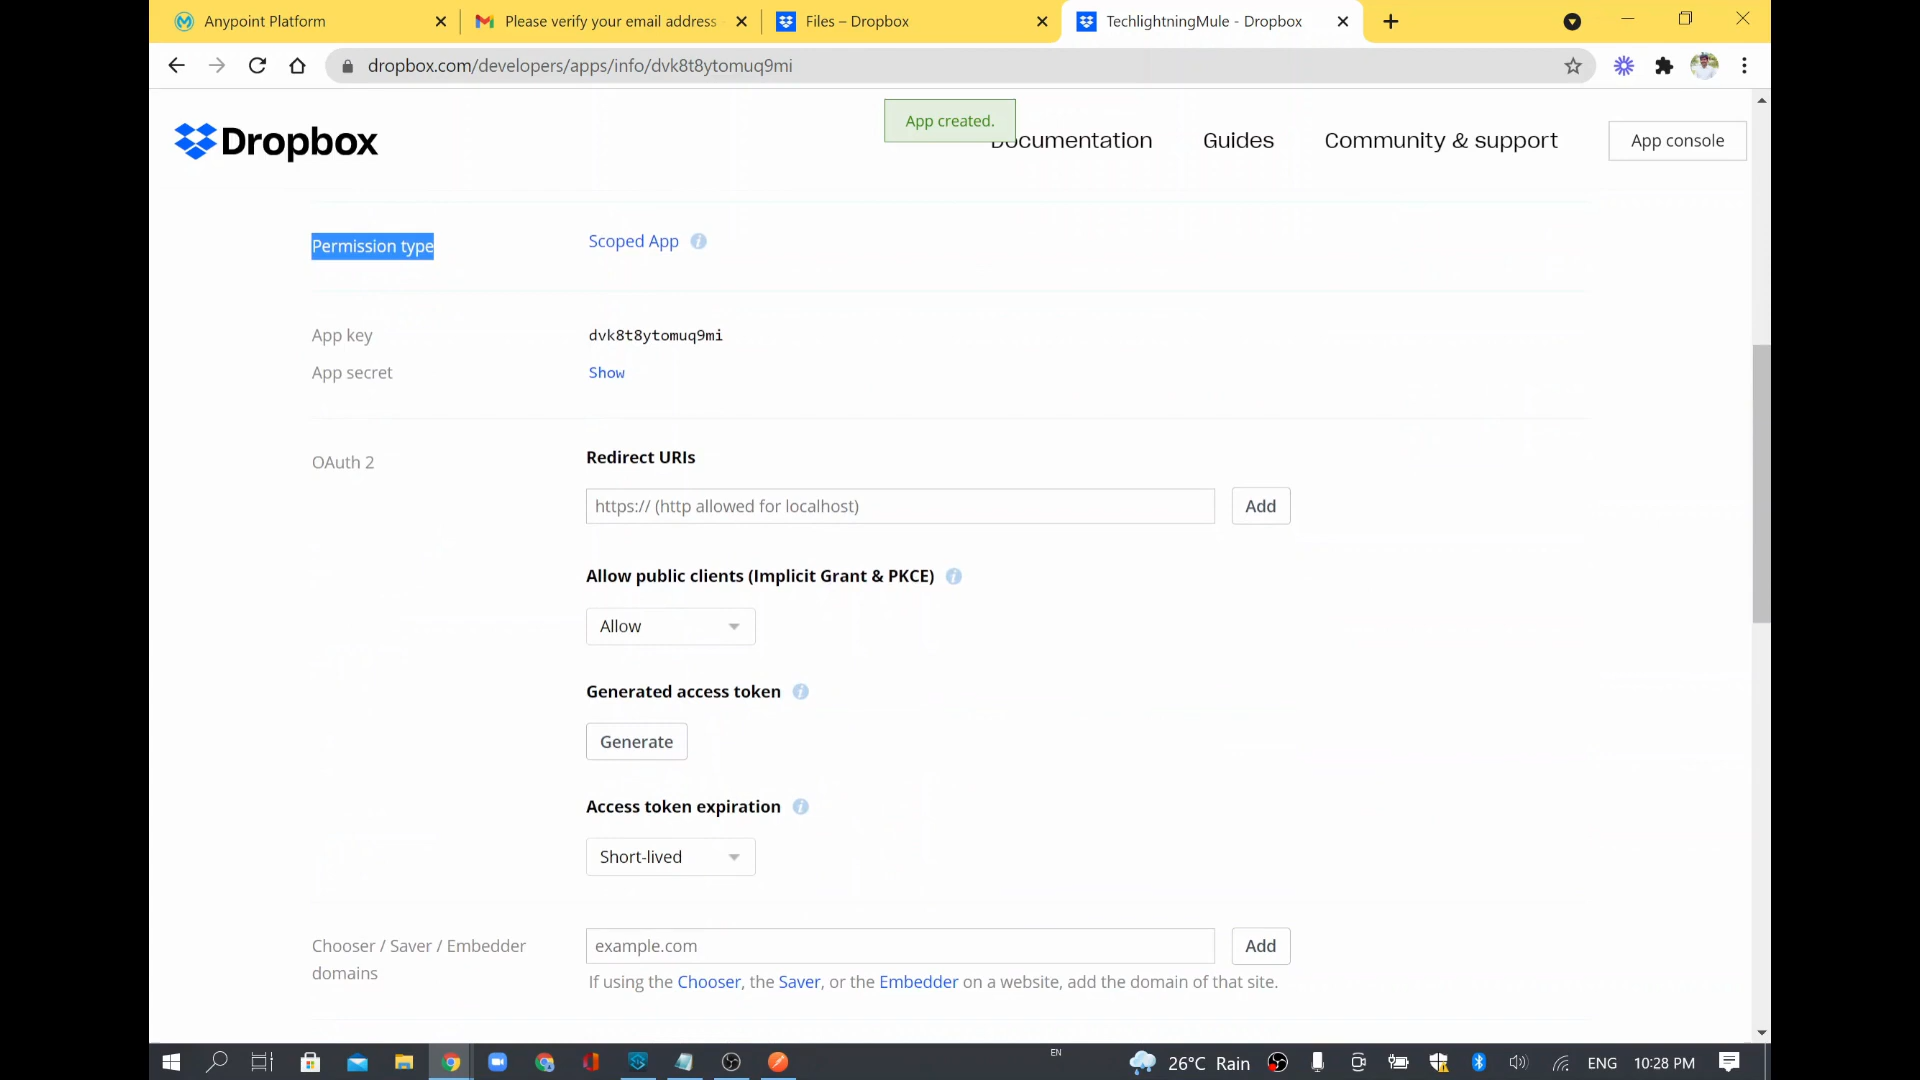 Anypoint Platform
Please verify your email address
Files – Dropbox
TechlightningMule - Dropbox
dropbox.com/developers/apps/info/dvk8t8ytomuq9mi
Dropbox
App created.
Documentation
Guides
Community & support
App console
Permission type
Scoped App
App key
dvk8t8ytomuq9mi
App secret
Show
OAuth 2
Redirect URIs
https:// (http allowed for localhost)
Add
Allow public clients (Implicit Grant & PKCE)
Allow
Generated access token
Generate
Access token expiration
Short-lived
Chooser / Saver / Embedder
domains
example.com
Add
If using the Chooser, the Saver, or the Embedder on a website, add the domain of that site.
EN
26°C Rain
ENG
10:28 PM